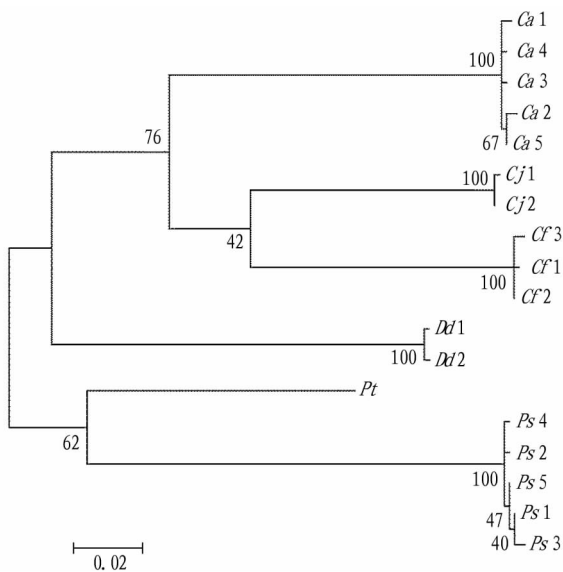 Ca 1
100
Ca 4
Ca 3
Ca 2
67
Ca 5
76
100
Cj 1
Cj 2
42
Cf 3
Cf 1
100
Cf 2
Dd 1
100
Dd 2
Pt
62
Ps 4
Ps 2
100
Ps 5
47
Ps 1
40
Ps 3
0.02